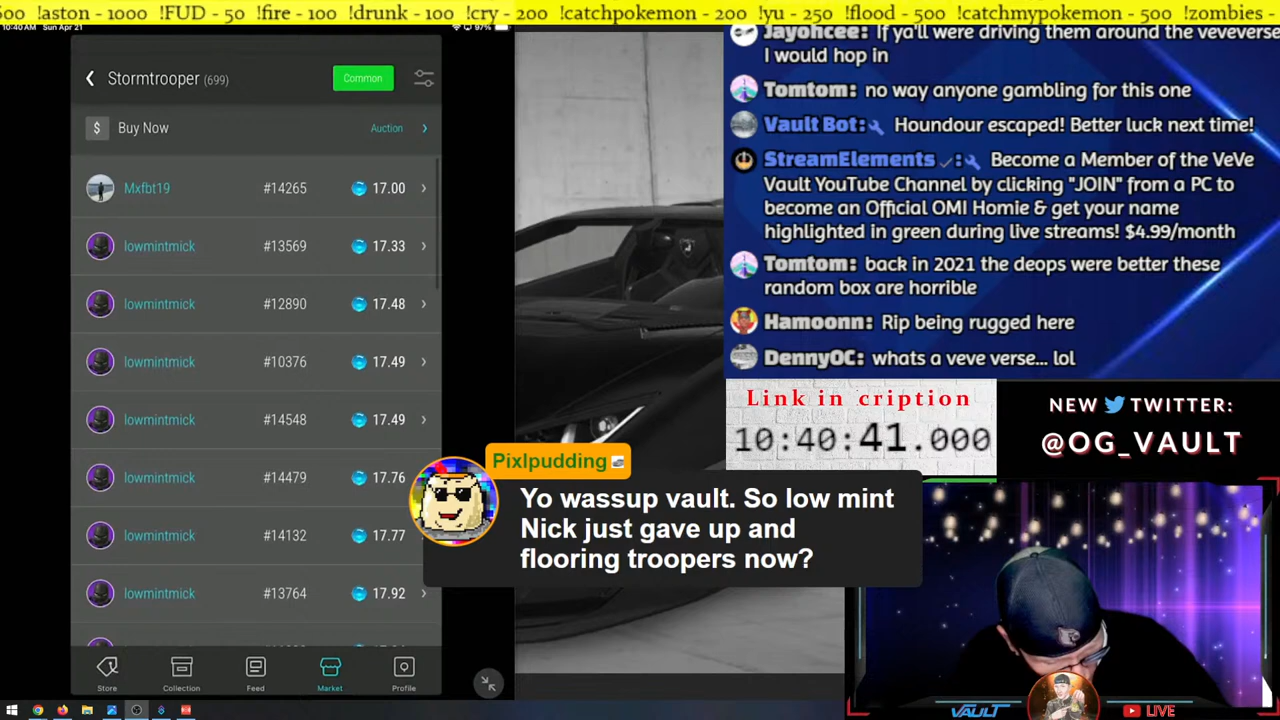 500 !aston - 1000 !FUD - 50 !fire - 100 !drunk - 100 !cry - 200 !catchpokemon - 200 !yu - 250 !flood - 500 !catchmypokemon - 500 !zombies -
10:40 AM Sun Apr 21
97%
Stormtrooper (699)
Common
$ Buy Now
Auction
Mxfbt19 #14265 17.00
lowmintmick #13569 17.33
lowmintmick #12890 17.48
lowmintmick #10376 17.49
lowmintmick #14548 17.49
lowmintmick #14479 17.76
lowmintmick #14132 17.77
lowmintmick #13764 17.92
Store
Collection
Feed
Market
Profile
Jayohcee: If ya'll were driving them around the veveverse
I would hop in
Tomtom: no way anyone gambling for this one
Vault Bot: Houndour escaped! Better luck next time!
StreamElements: Become a Member of the VeVe
Vault YouTube Channel by clicking "JOIN" from a PC to
become an Official OMI Homie & get your name
highlighted in green during live streams! $4.99/month
Tomtom: back in 2021 the deops were better these
random box are horrible
Hamoonn: Rip being rugged here
DennyOC: whats a veve verse... lol
Link in cription
10:40:41.000
NEW TWITTER:
@OG_VAULT
Pixlpudding
Yo wassup vault. So low mint
Nick just gave up and
flooring troopers now?
VAULT
LIVE